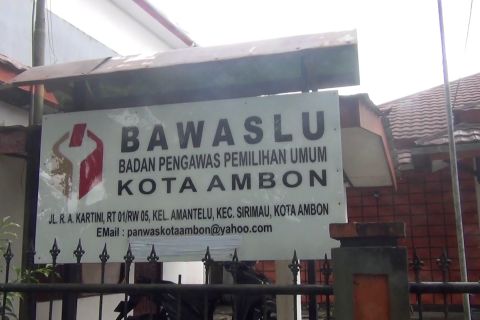 BAWASLU
BADAN PENGAWAS PEMILIHAN UMUM
KOTA AMBON
JL. R. A. KARTINI, RT 01/RW 05, KEL. AMANTELU, KEC. SIRIMAU, KOTA AMBON
EMail : panwaskotaambon@yahoo.com